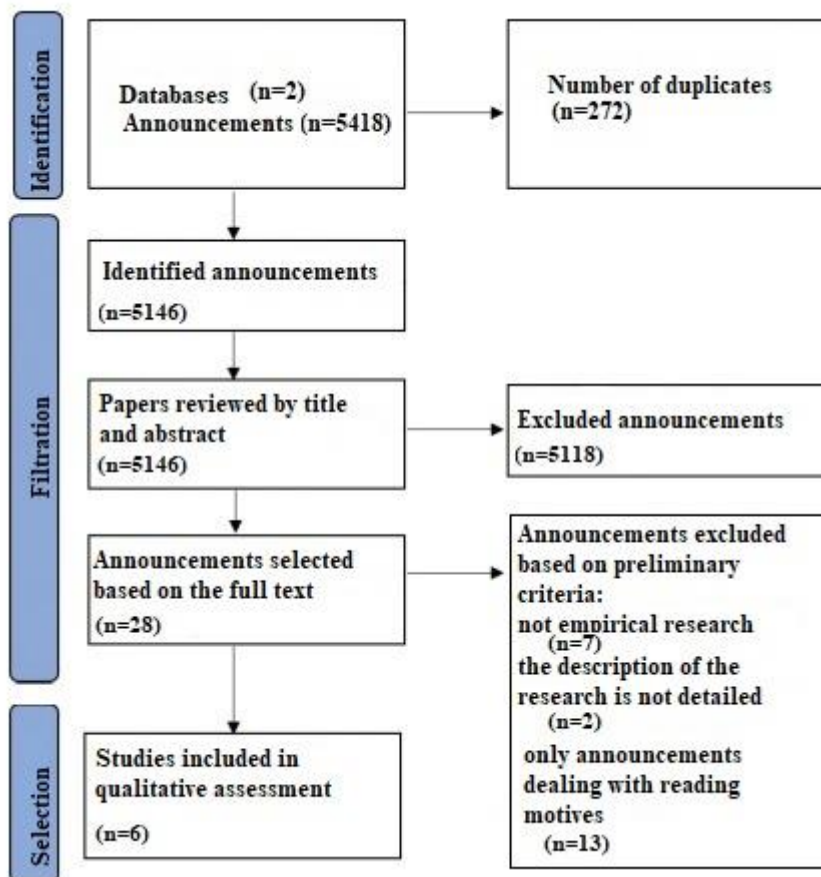 Identification
Databases (n=2)
Announcements (n=5418)
Number of duplicates
(n=272)
Filtration
Identified announcements
(n=5146)
Papers reviewed by title
and abstract
(n=5146)
Excluded announcements
(n=5118)
Announcements selected
based on the full text
(n=28)
Announcements excluded
based on preliminary
criteria:
not empirical research
(n=7)
the description of the
research is not detailed
(n=2)
only announcements
dealing with reading
motives
(n=13)
Selection
Studies included in
qualitative assessment
(n=6)